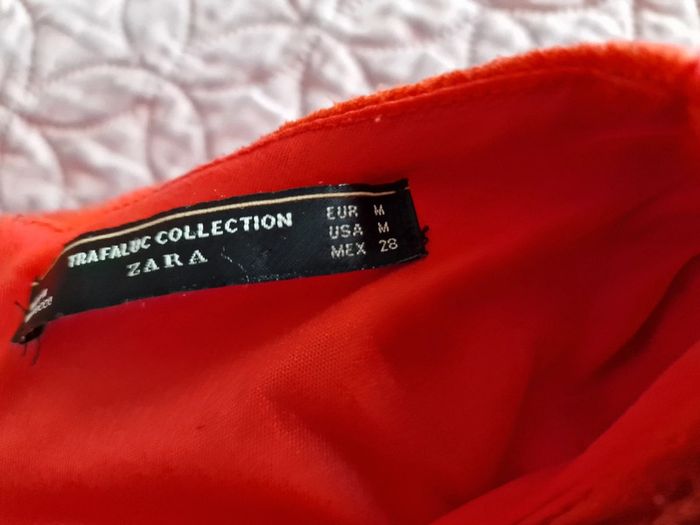 TRAFALUC COLLECTION
ZARA
EUR M
USA M
MEX 28